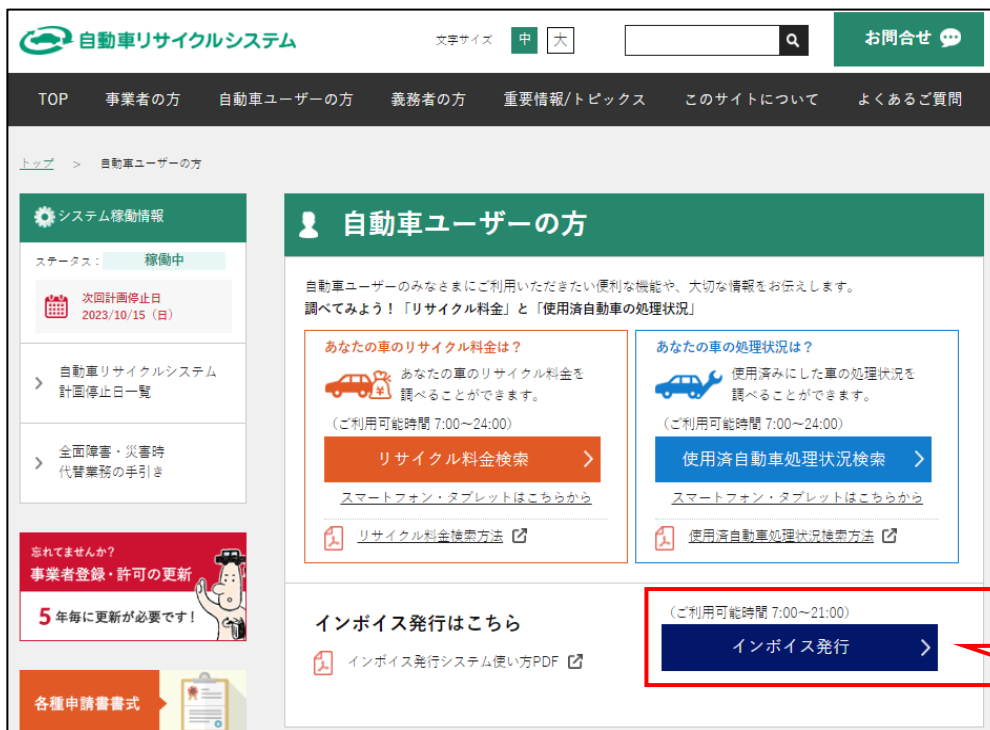 自動車リサイクルシステム
文字サイズ 中 大
お問合せ
TOP 事業者の方 自動車ユーザーの方 義務者の方 重要情報/トピックス このサイトについて よくあるご質問
トップ > 自動車ユーザーの方
システム稼働情報
ステータス： 稼働中
次回計画停止日
2023/10/15（日）
自動車リサイクルシステム
計画停止日一覧
全面障害・災害時
代替業務の手引き
忘れてませんか？
事業者登録・許可の更新
5年毎に更新が必要です！
各種申請書書式
自動車ユーザーの方
自動車ユーザーのみなさまにご利用いただきたい便利な機能や、大切な情報をお伝えします。
調べてみよう！「リサイクル料金」と「使用済自動車の処理状況」
あなたの車のリサイクル料金は？
¥
あなたの車のリサイクル料金を
調べることができます。
（ご利用可能時間 7:00～24:00）
リサイクル料金検索
スマートフォン・タブレットはこちらから
リサイクル料金検索方法
あなたの車の処理状況は？
使用済みにした車の処理状況を
調べることができます。
（ご利用可能時間 7:00～24:00）
使用済自動車処理状況検索
スマートフォン・タブレットはこちらから
使用済自動車処理状況検索方法
インボイス発行はこちら
インボイス発行システム使い方PDF
（ご利用可能時間 7:00～21:00）
インボイス発行